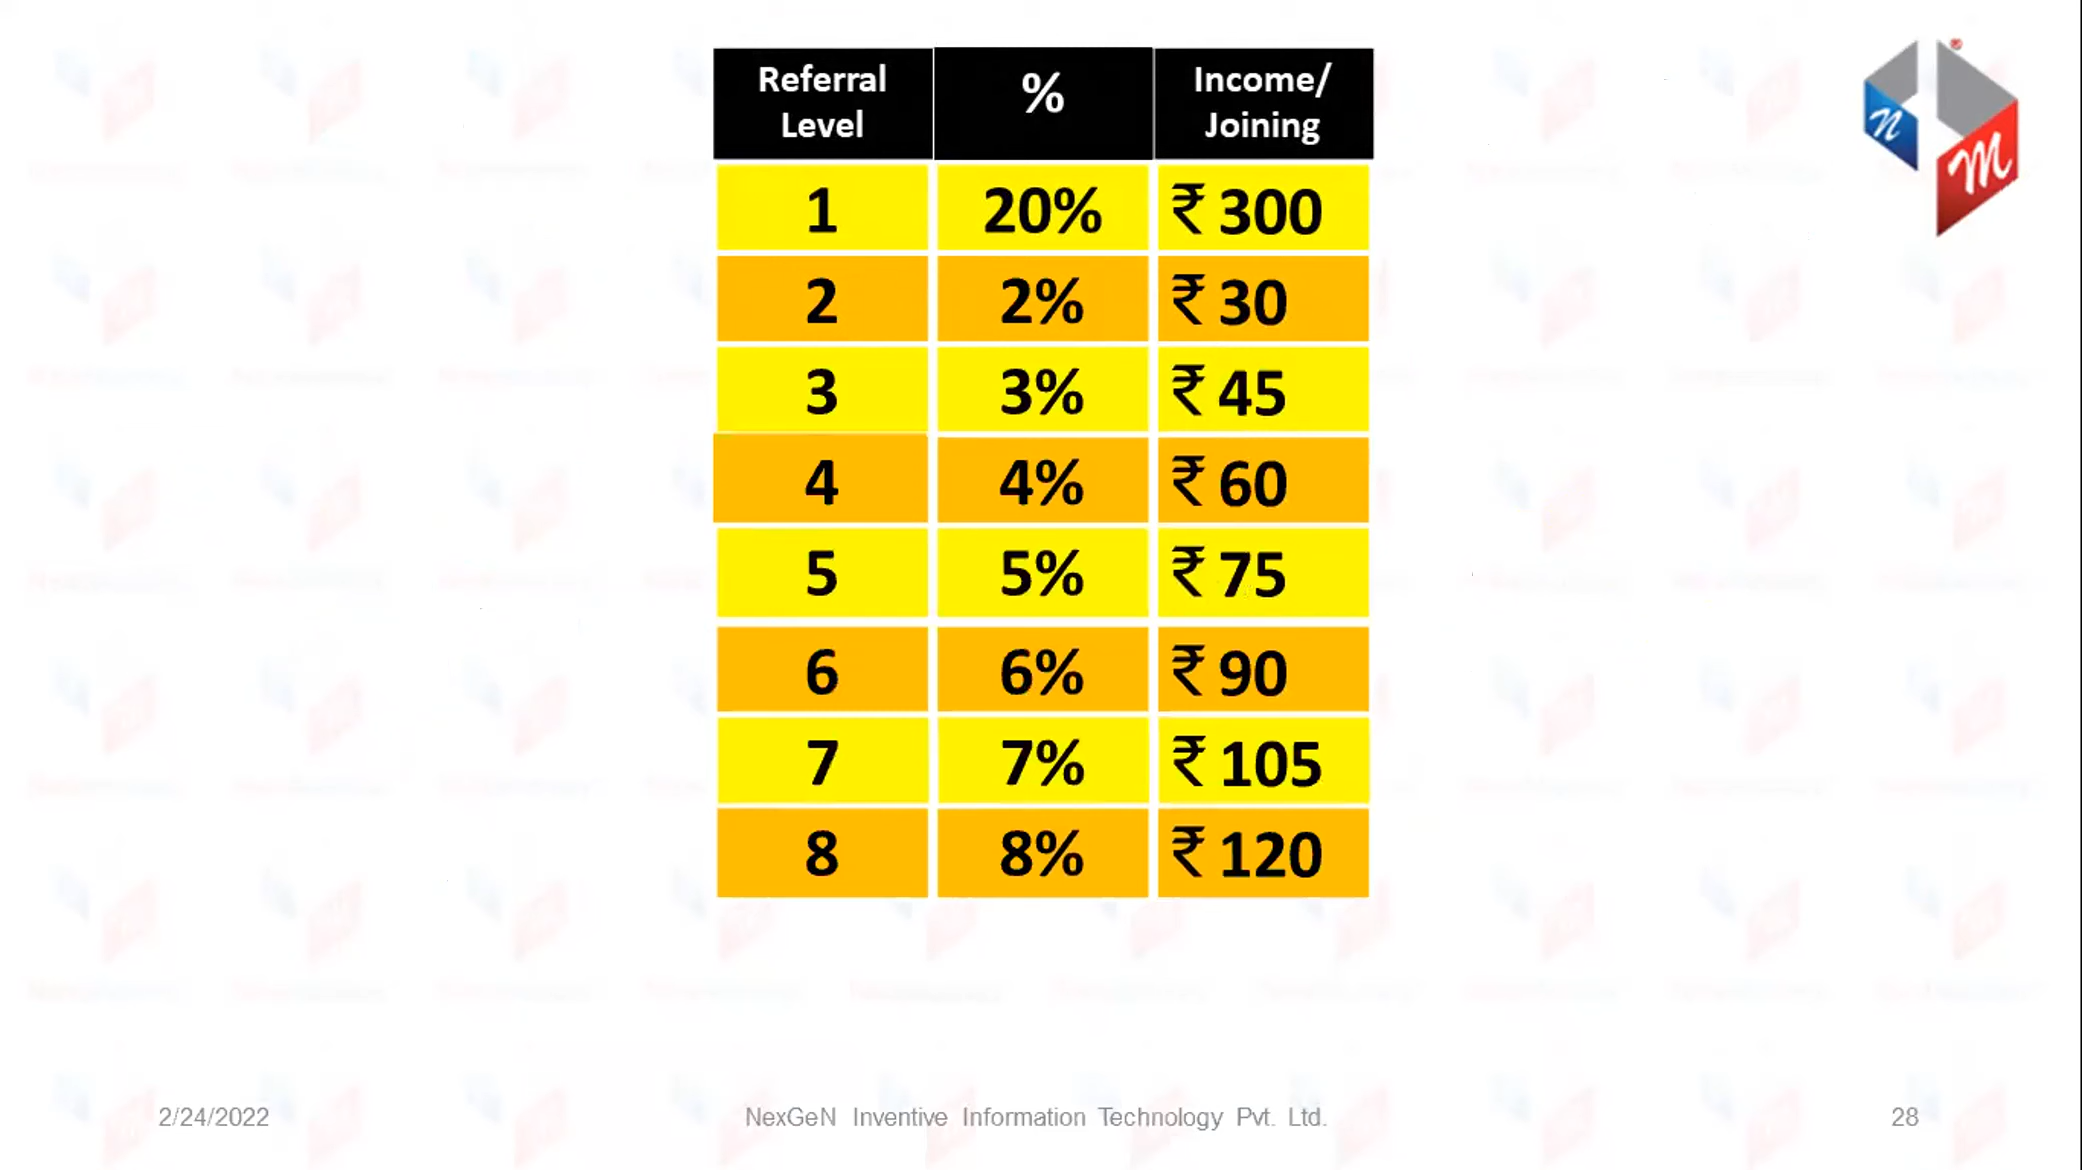 Referral Level % Income/ Joining
1 20% ₹ 300
2 2% ₹ 30
3 3% ₹ 45
4 4% ₹ 60
5 5% ₹ 75
6 6% ₹ 90
7 7% ₹ 105
8 8% ₹ 120
n M ®
2/24/2022 NexGeN Inventive Information Technology Pvt. Ltd. 28